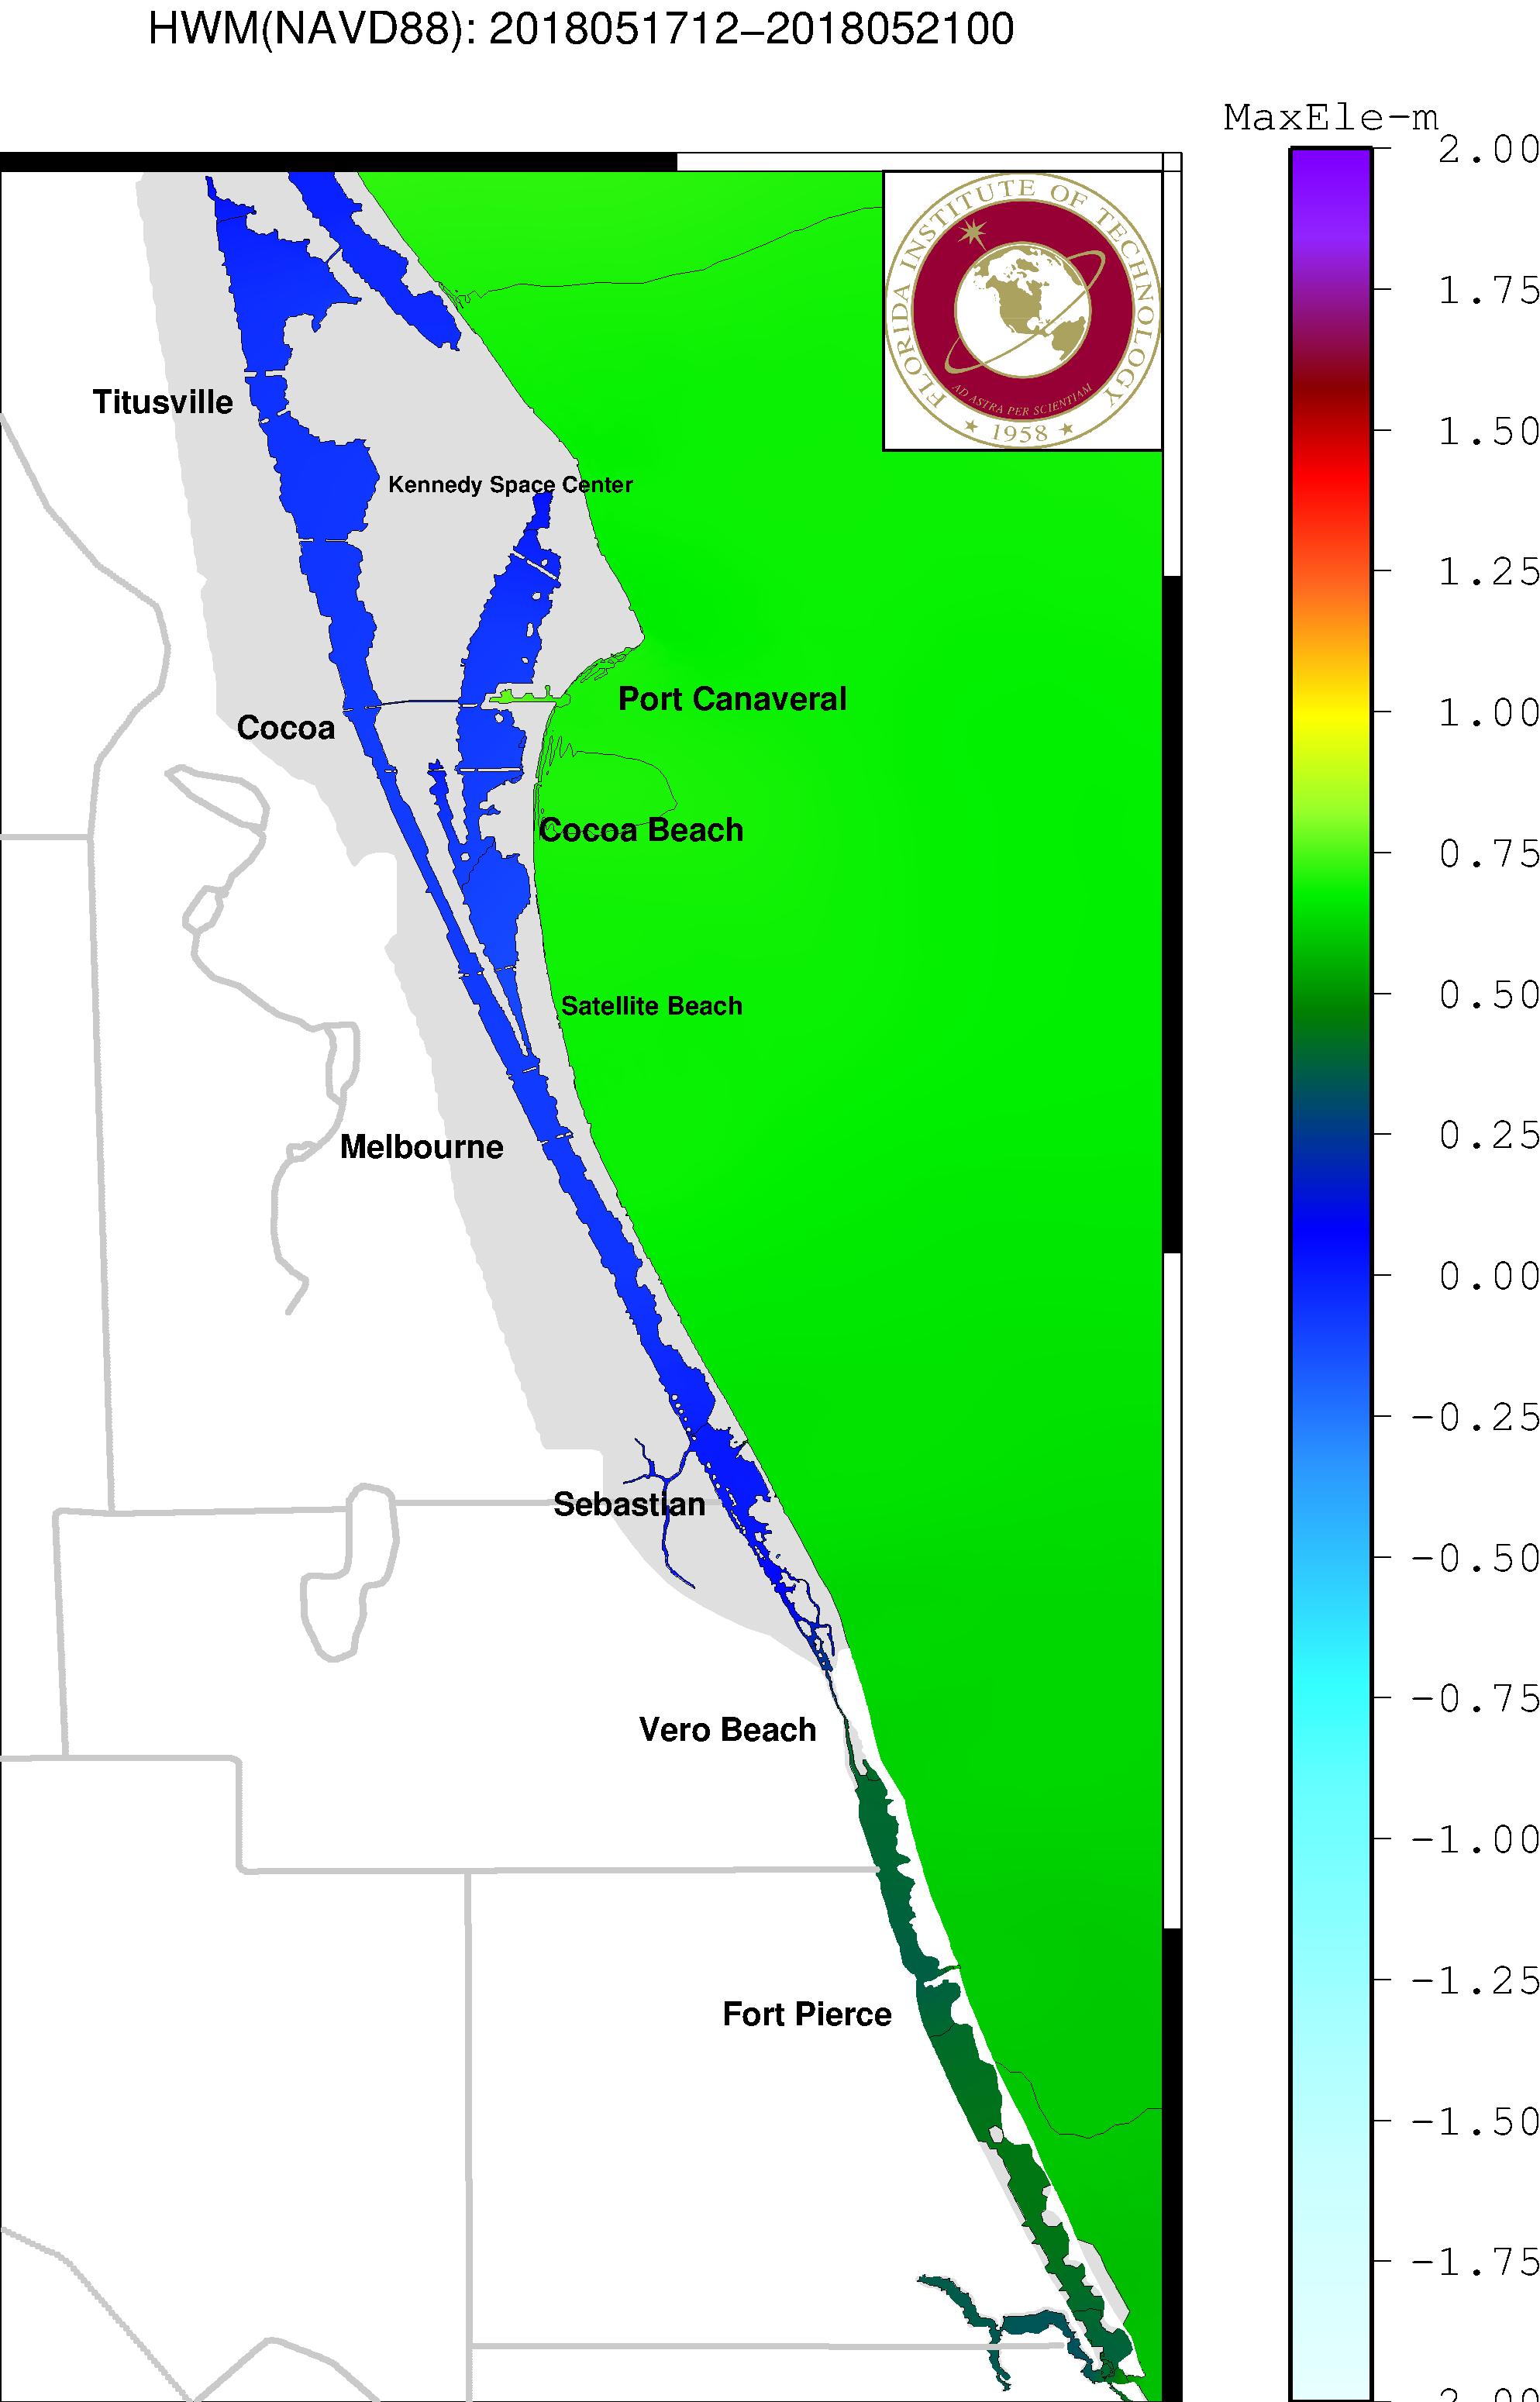 HWM(NAVD88): 2018051712−2018052100
MaxEle-m
2.00
1.75
1.50
1.25
1.00
0.75
0.50
0.25
0.00
-0.25
-0.50
-0.75
-1.00
-1.25
-1.50
-1.75
FLORIDA INSTITUTE OF TECHNOLOGY
AD ASTRA PER SCIENTIAM
1958
Titusville
Kennedy Space Center
Port Canaveral
Cocoa
Cocoa Beach
Satellite Beach
Melbourne
Sebastian
Vero Beach
Fort Pierce